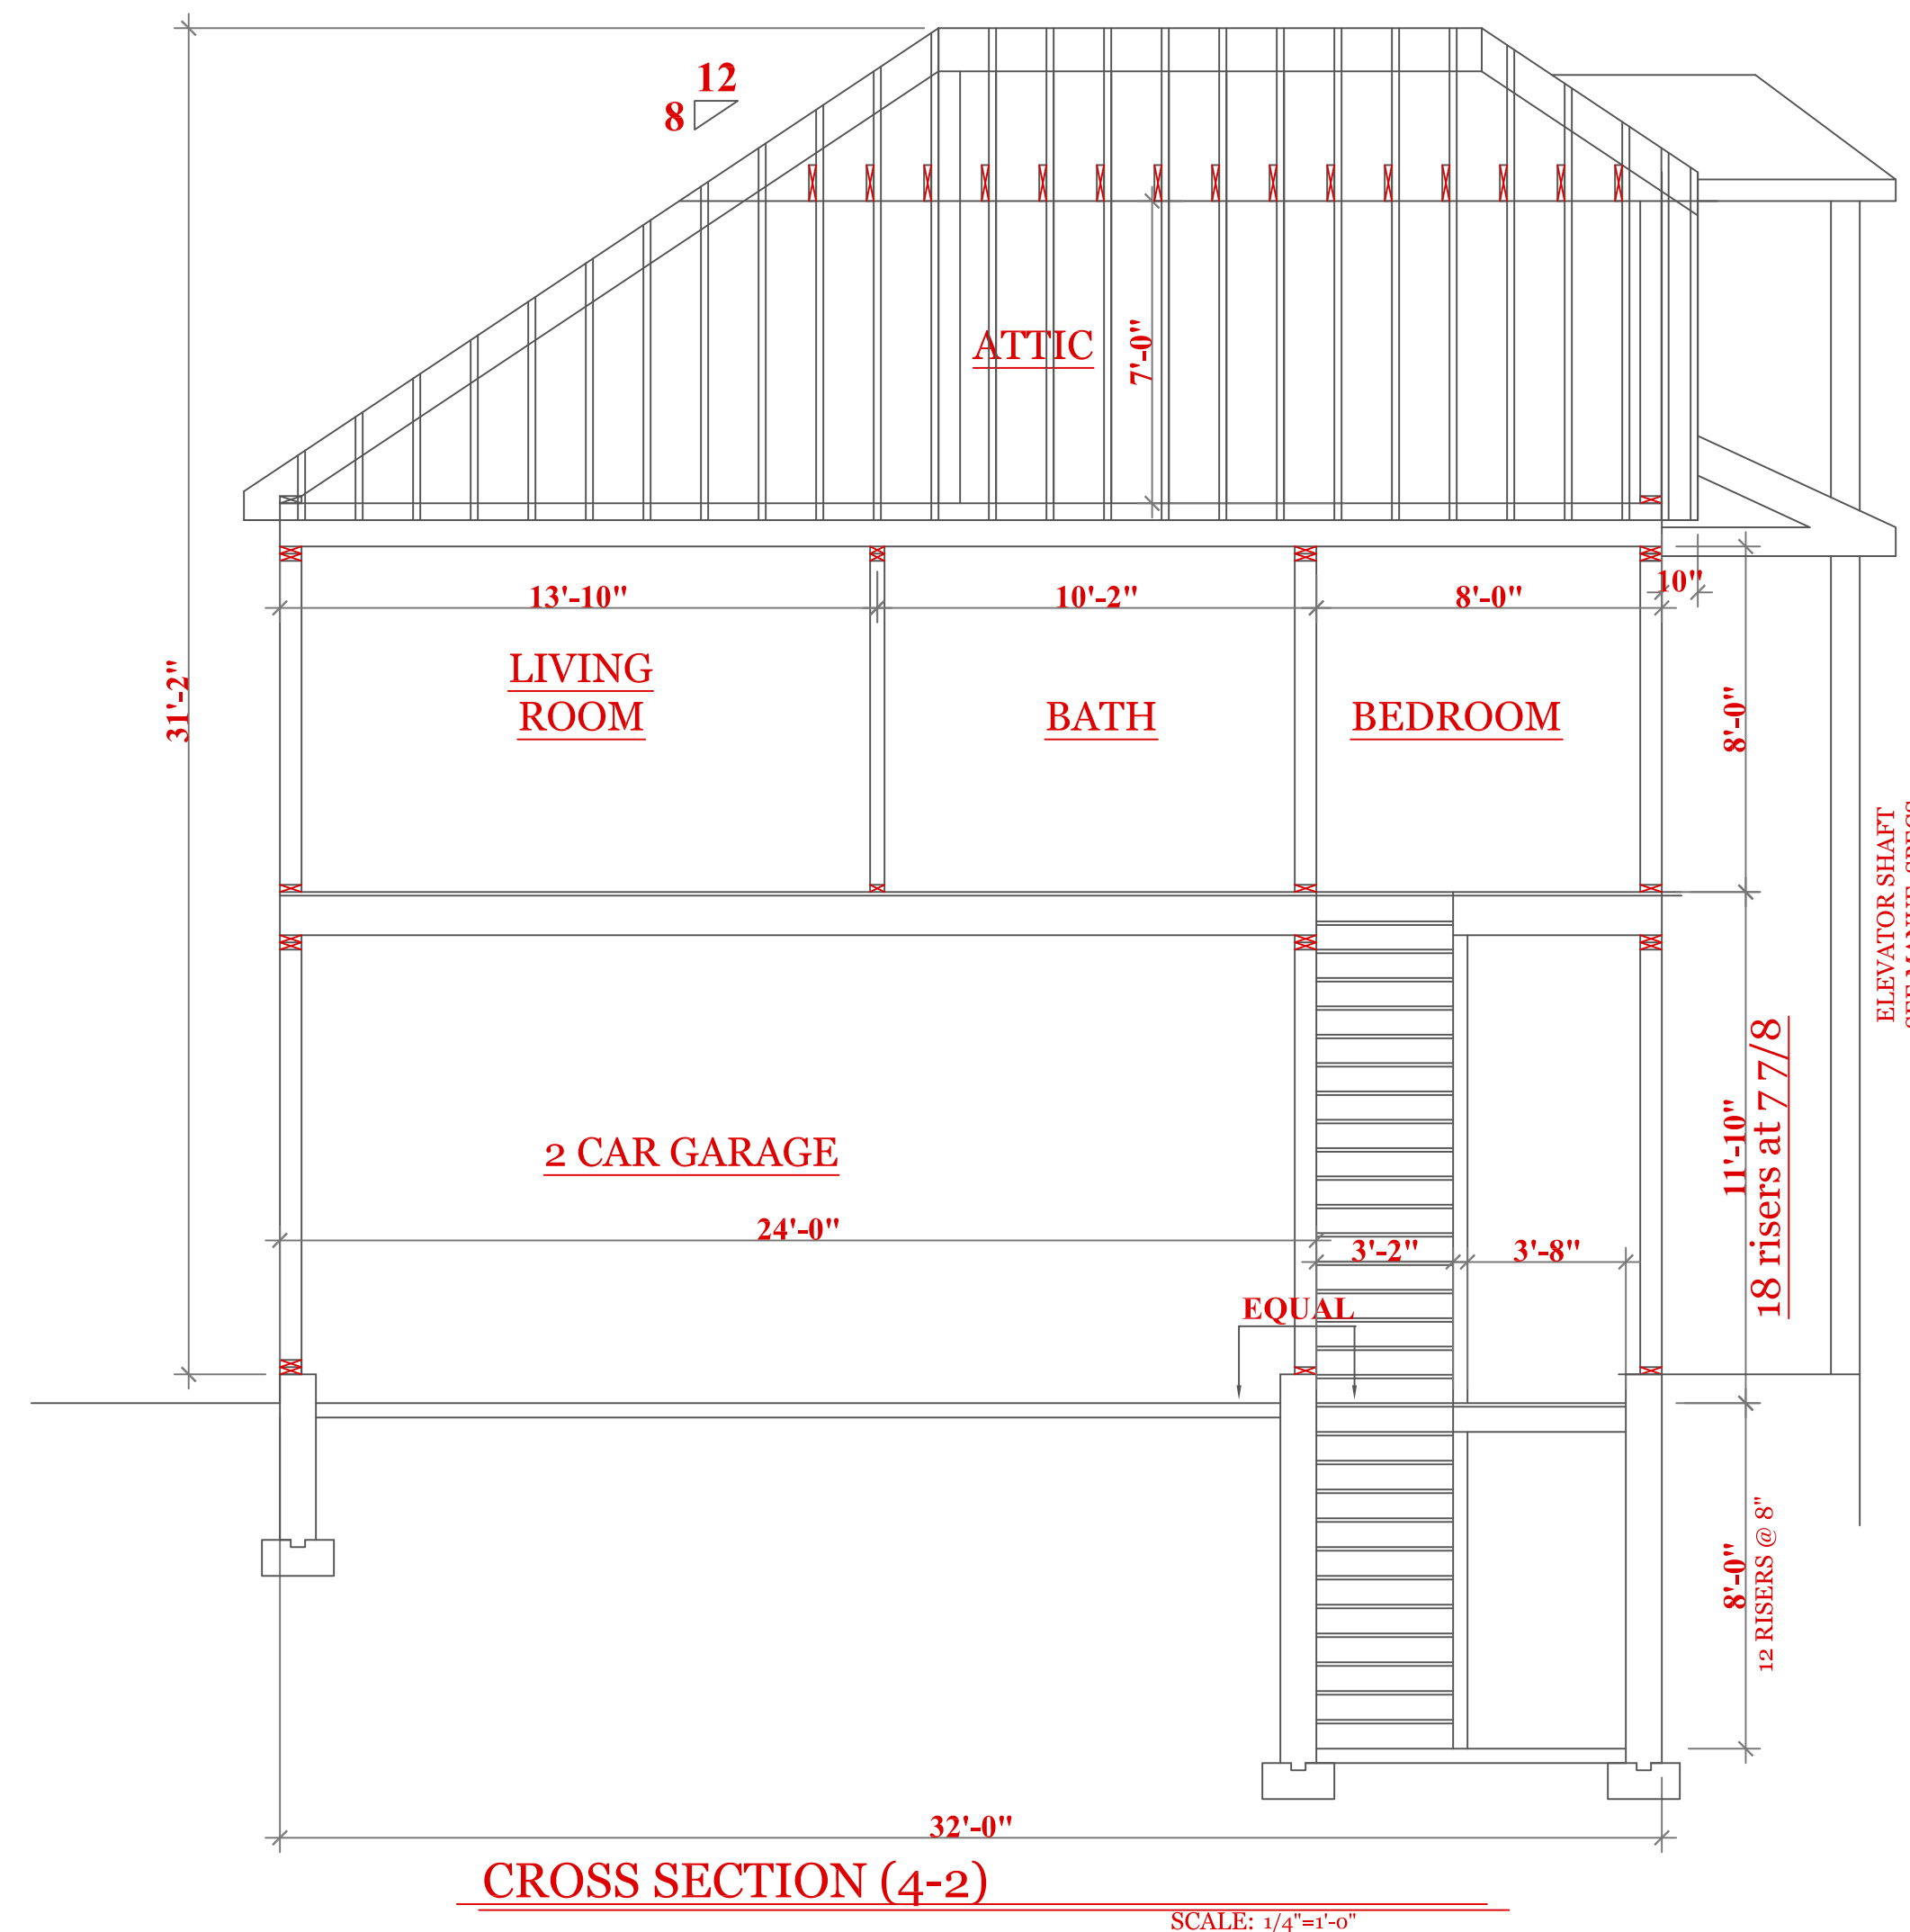 12
8
ATTIC
7'-0"
13'-10"
10'-2"
8'-0"
10"
LIVING
ROOM
BATH
BEDROOM
31'-2"
8'-0"
ELEVATOR SHAFT
2 CAR GARAGE
24'-0"
3'-2"
3'-8"
EQUAL
11'-10"
18 risers at 7 7/8
8'-0"
12 RISERS @ 8"
32'-0"
CROSS SECTION (4-2)
SCALE: 1/4"=1'-0"